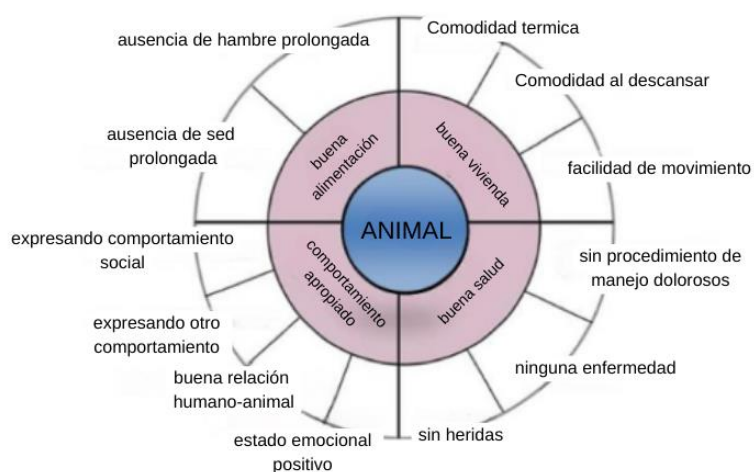 ausencia de hambre prolongada
Comodidad termica
Comodidad al descansar
facilidad de movimiento
sin procedimiento de
manejo dolorosos
ninguna enfermedad
sin heridas
estado emocional
positivo
buena relación
humano-animal
expresando otro
comportamiento
expresando comportamiento
social
ausencia de sed
prolongada
buena
alimentación
buena vivienda
buena salud
comportamiento
apropiado
ANIMAL